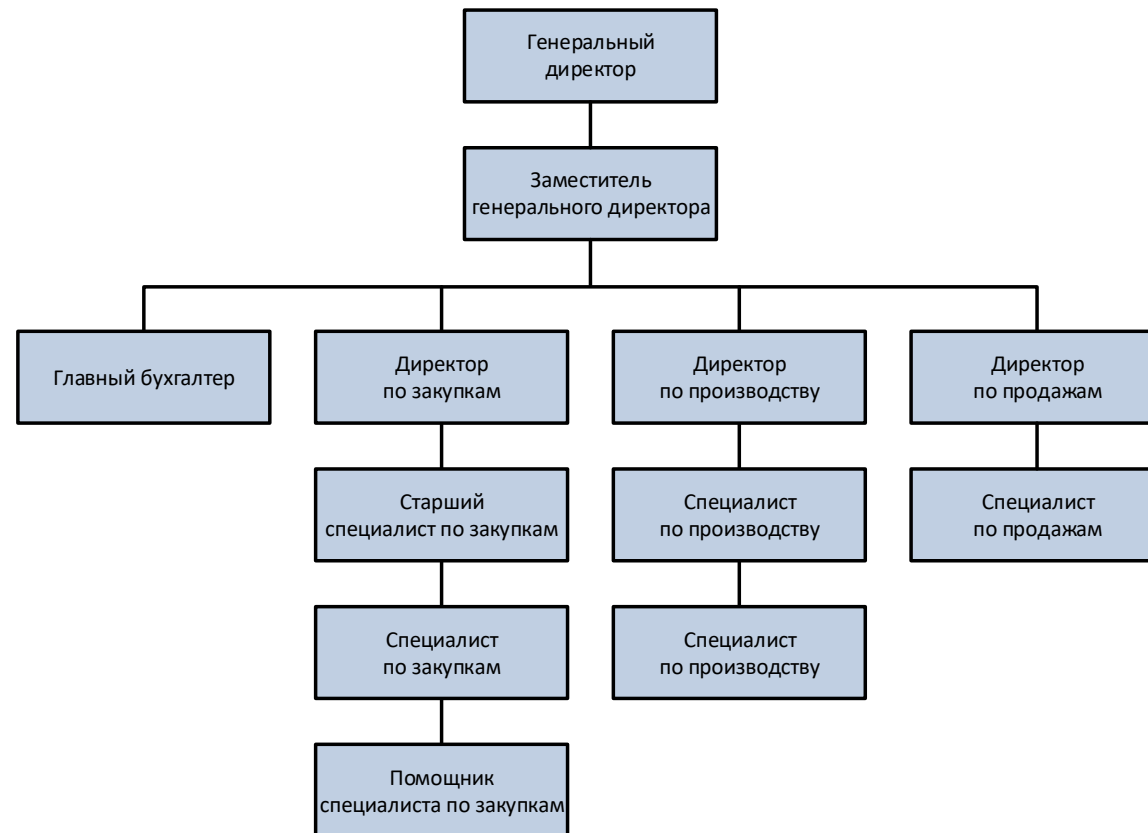 Генеральный
директор
Заместитель
генерального директора
Главный бухгалтер
Директор
по закупкам
Директор
по производству
Директор
по продажам
Старший
специалист по закупкам
Специалист
по производству
Специалист
по продажам
Специалист
по закупкам
Специалист
по производству
Помощник
специалиста по закупкам